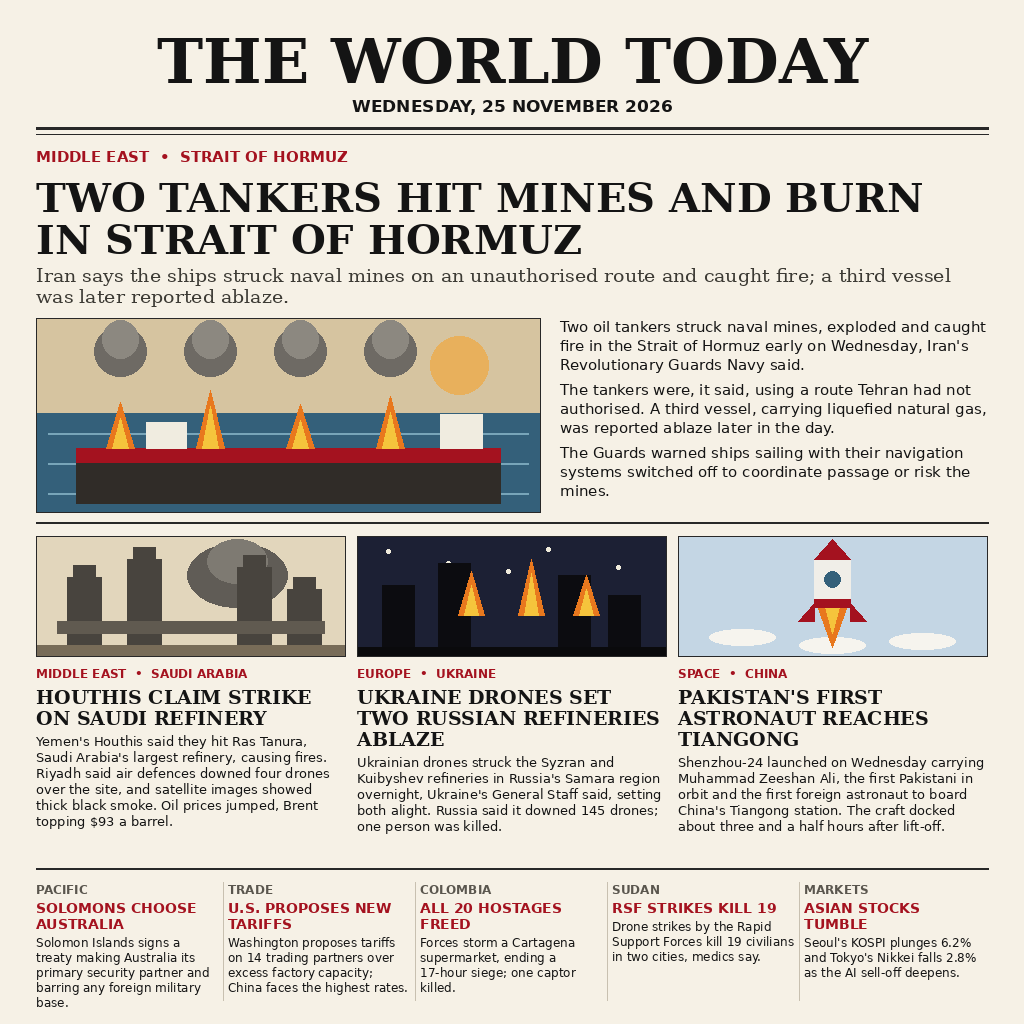 THE WORLD TODAY
WEDNESDAY, 25 NOVEMBER 2026
MIDDLE EAST • STRAIT OF HORMUZ
TWO TANKERS HIT MINES AND BURN
IN STRAIT OF HORMUZ
Iran says the ships struck naval mines on an unauthorised route and caught fire; a third vessel
was later reported ablaze.
Two oil tankers struck naval mines, exploded and caught
fire in the Strait of Hormuz early on Wednesday, Iran's
Revolutionary Guards Navy said.
The tankers were, it said, using a route Tehran had not
authorised. A third vessel, carrying liquefied natural gas,
was reported ablaze later in the day.
The Guards warned ships sailing with their navigation
systems switched off to coordinate passage or risk the
mines.
MIDDLE EAST • SAUDI ARABIA
HOUTHIS CLAIM STRIKE
ON SAUDI REFINERY
Yemen's Houthis said they hit Ras Tanura,
Saudi Arabia's largest refinery, causing fires.
Riyadh said air defences downed four drones
over the site, and satellite images showed
thick black smoke. Oil prices jumped, Brent
topping $93 a barrel.
EUROPE • UKRAINE
UKRAINE DRONES SET
TWO RUSSIAN REFINERIES
ABLAZE
Ukrainian drones struck the Syzran and
Kuibyshev refineries in Russia's Samara region
overnight, Ukraine's General Staff said, setting
both alight. Russia said it downed 145 drones;
one person was killed.
SPACE • CHINA
PAKISTAN'S FIRST
ASTRONAUT REACHES
TIANGONG
Shenzhou-24 launched on Wednesday carrying
Muhammad Zeeshan Ali, the first Pakistani in
orbit and the first foreign astronaut to board
China's Tiangong station. The craft docked
about three and a half hours after lift-off.
PACIFIC
SOLOMONS CHOOSE
AUSTRALIA
Solomon Islands signs a
treaty making Australia its
primary security partner and
barring any foreign military
base.
TRADE
U.S. PROPOSES NEW
TARIFFS
Washington proposes tariffs
on 14 trading partners over
excess factory capacity;
China faces the highest rates.
COLOMBIA
ALL 20 HOSTAGES
FREED
Forces storm a Cartagena
supermarket, ending a
17-hour siege; one captor
killed.
SUDAN
RSF STRIKES KILL 19
Drone strikes by the Rapid
Support Forces kill 19 civilians
in two cities, medics say.
MARKETS
ASIAN STOCKS
TUMBLE
Seoul's KOSPI plunges 6.2%
and Tokyo's Nikkei falls 2.8%
as the AI sell-off deepens.